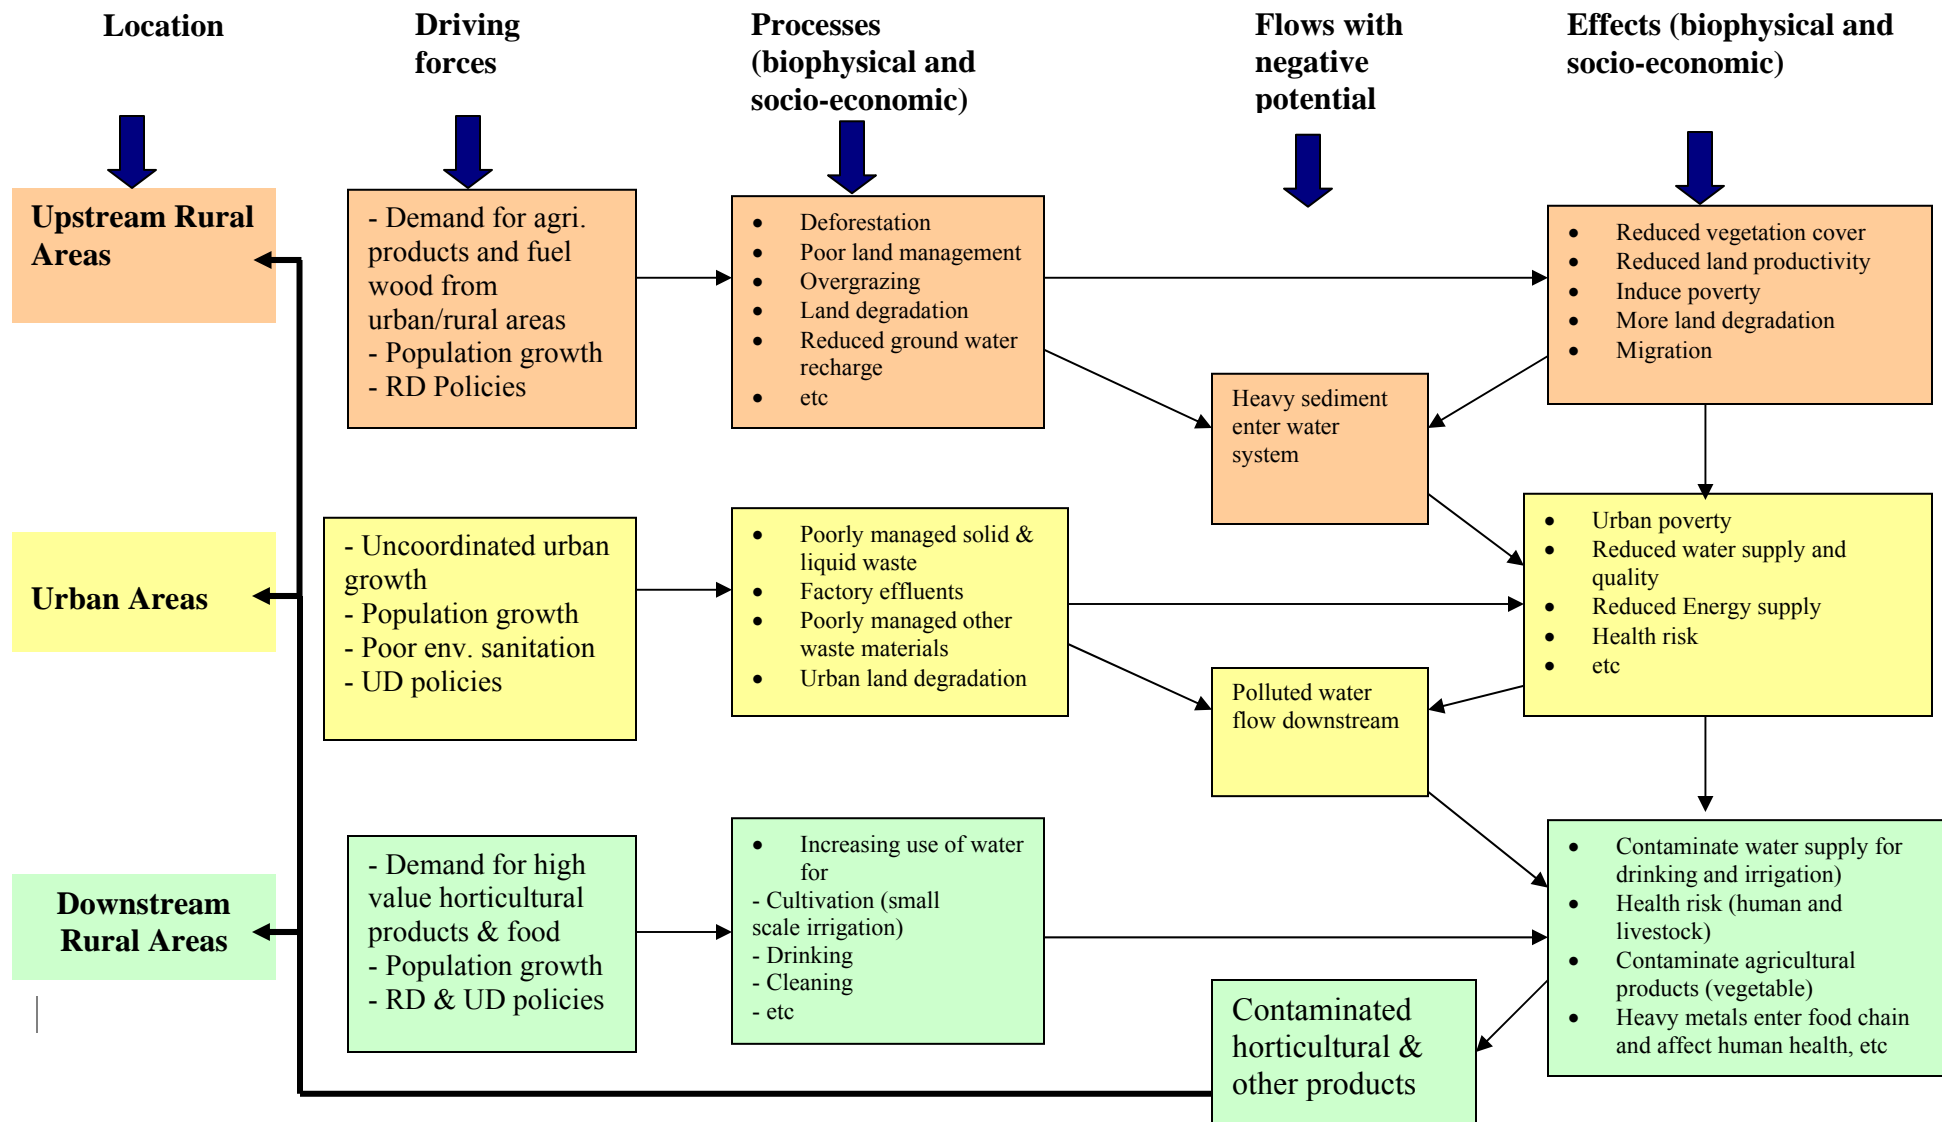 Location
Driving
forces
Processes
(biophysical and
socio-economic)
Flows with
negative
potential
Effects (biophysical and
socio-economic)
Upstream Rural
Areas
- Demand for agri.
products and fuel
wood from
urban/rural areas
- Population growth
- RD Policies
• Deforestation
• Poor land management
• Overgrazing
• Land degradation
• Reduced ground water
recharge
• etc
Heavy sediment
enter water
system
• Reduced vegetation cover
• Reduced land productivity
• Induce poverty
• More land degradation
• Migration
Urban Areas
- Uncoordinated urban
growth
- Population growth
- Poor env. sanitation
- UD policies
• Poorly managed solid &
liquid waste
• Factory effluents
• Poorly managed other
waste materials
• Urban land degradation
Polluted water
flow downstream
• Urban poverty
• Reduced water supply and
quality
• Reduced Energy supply
• Health risk
• etc
Downstream
Rural Areas
- Demand for high
value horticultural
products & food
- Population growth
- RD & UD policies
• Increasing use of water
for
- Cultivation (small
scale irrigation)
- Drinking
- Cleaning
- etc
Contaminated
horticultural &
other products
• Contaminate water supply for
drinking and irrigation)
• Health risk (human and
livestock)
• Contaminate agricultural
products (vegetable)
• Heavy metals enter food chain
and affect human health, etc